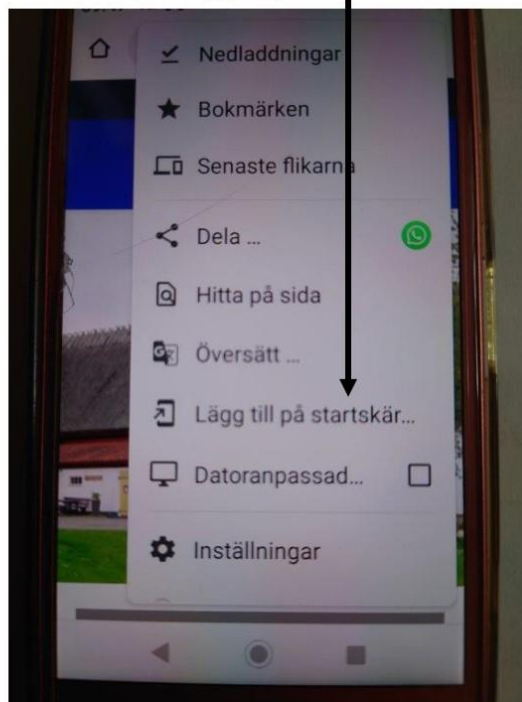 Nedladdningar
Bokmärken
Senaste flikarna
Dela ...
Hitta på sida
Översätt ...
Lägg till på startskär...
Datoranpassad...
Inställningar